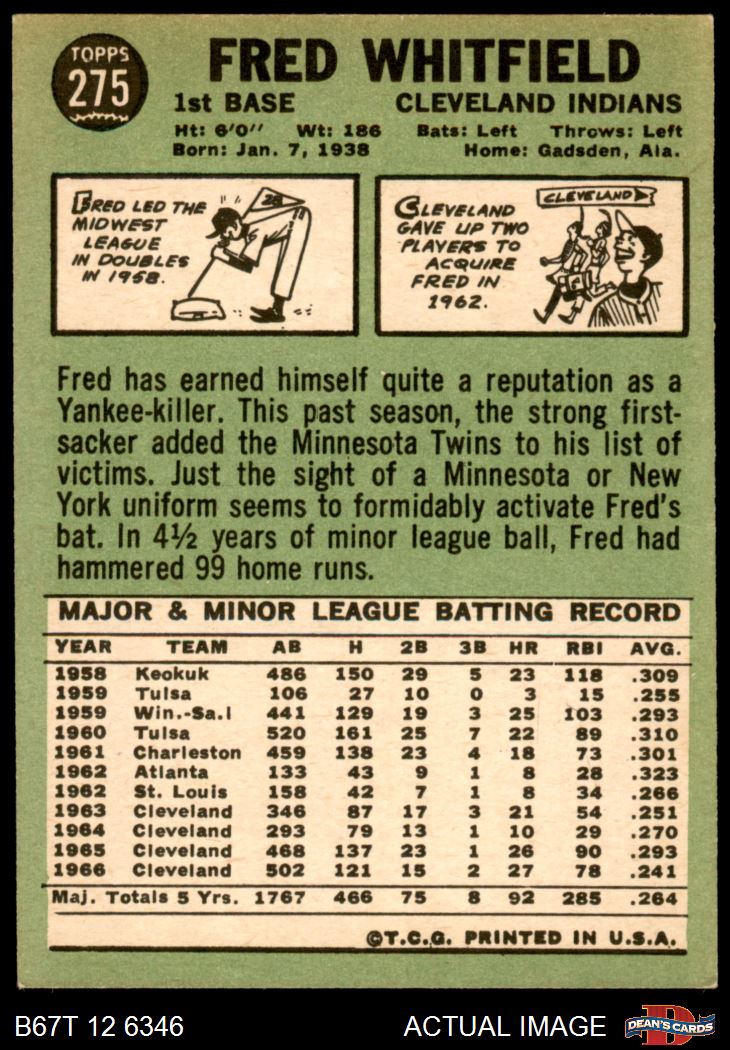 TOPPS
275
FRED WHITFIELD
1st BASE CLEVELAND INDIANS
Ht: 6'0" Wt: 186 Bats: Left Throws: Left
Born: Jan. 7, 1938 Home: Gadsden, Ala.
FRED LED THE
MIDWEST
LEAGUE
IN DOUBLES
IN 1958.
2B
CLEVELAND
GAVE UP TWO
PLAYERS TO
ACQUIRE
FRED IN
1962.
CLEVELAND
Fred has earned himself quite a reputation as a
Yankee-killer. This past season, the strong first-
sacker added the Minnesota Twins to his list of
victims. Just the sight of a Minnesota or New
York uniform seems to formidably activate Fred's
bat. In 4½ years of minor league ball, Fred had
hammered 99 home runs.
MAJOR & MINOR LEAGUE BATTING RECORD
YEAR TEAM AB H 2B 3B HR RBI AVG.
1958 Keokuk 486 150 29 5 23 118 .309
1959 Tulsa 106 27 10 0 3 15 .255
1959 Win.-Sa.l 441 129 19 3 25 103 .293
1960 Tulsa 520 161 25 7 22 89 .310
1961 Charleston 459 138 23 4 18 73 .301
1962 Atlanta 133 43 9 1 8 28 .323
1962 St. Louis 158 42 7 1 8 34 .266
1963 Cleveland 346 87 17 3 21 54 .251
1964 Cleveland 293 79 13 1 10 29 .270
1965 Cleveland 468 137 23 1 26 90 .293
1966 Cleveland 502 121 15 2 27 78 .241
Maj. Totals 5 Yrs. 1767 466 75 8 92 285 .264
©T.C.G. PRINTED IN U.S.A.
B67T 12 6346 ACTUAL IMAGE
D
DEAN'S CARDS